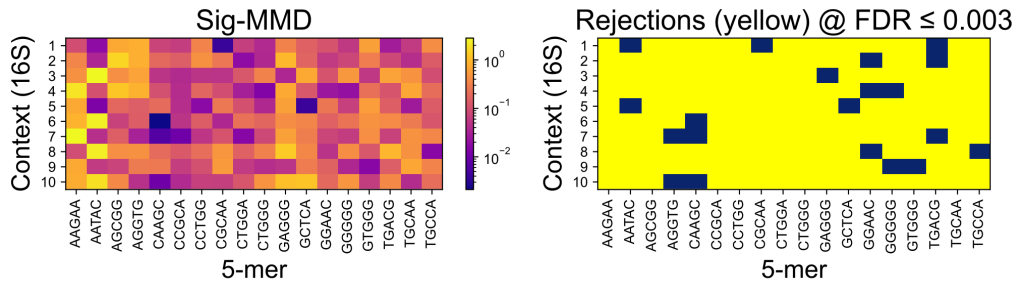 Sig-MMD
Context (16S)
1
2
3
4
5
6
7
8
9
10
AAGAA
AATAC
AGCGG
AGGTG
CAAGC
CCGCA
CCTGG
CGCAA
CTGGA
CTGGG
GAGGG
GCTCA
GGAAC
GGGGG
GTGGG
TGACG
TGCAA
TGCCA
5-mer
10⁰
10⁻¹
10⁻²
Rejections (yellow) @ FDR ≤ 0.003
Context (16S)
1
2
3
4
5
6
7
8
9
10
AAGAA
AATAC
AGCGG
AGGTG
CAAGC
CCGCA
CCTGG
CGCAA
CTGGA
CTGGG
GAGGG
GCTCA
GGAAC
GGGGG
GTGGG
TGACG
TGCAA
TGCCA
5-mer